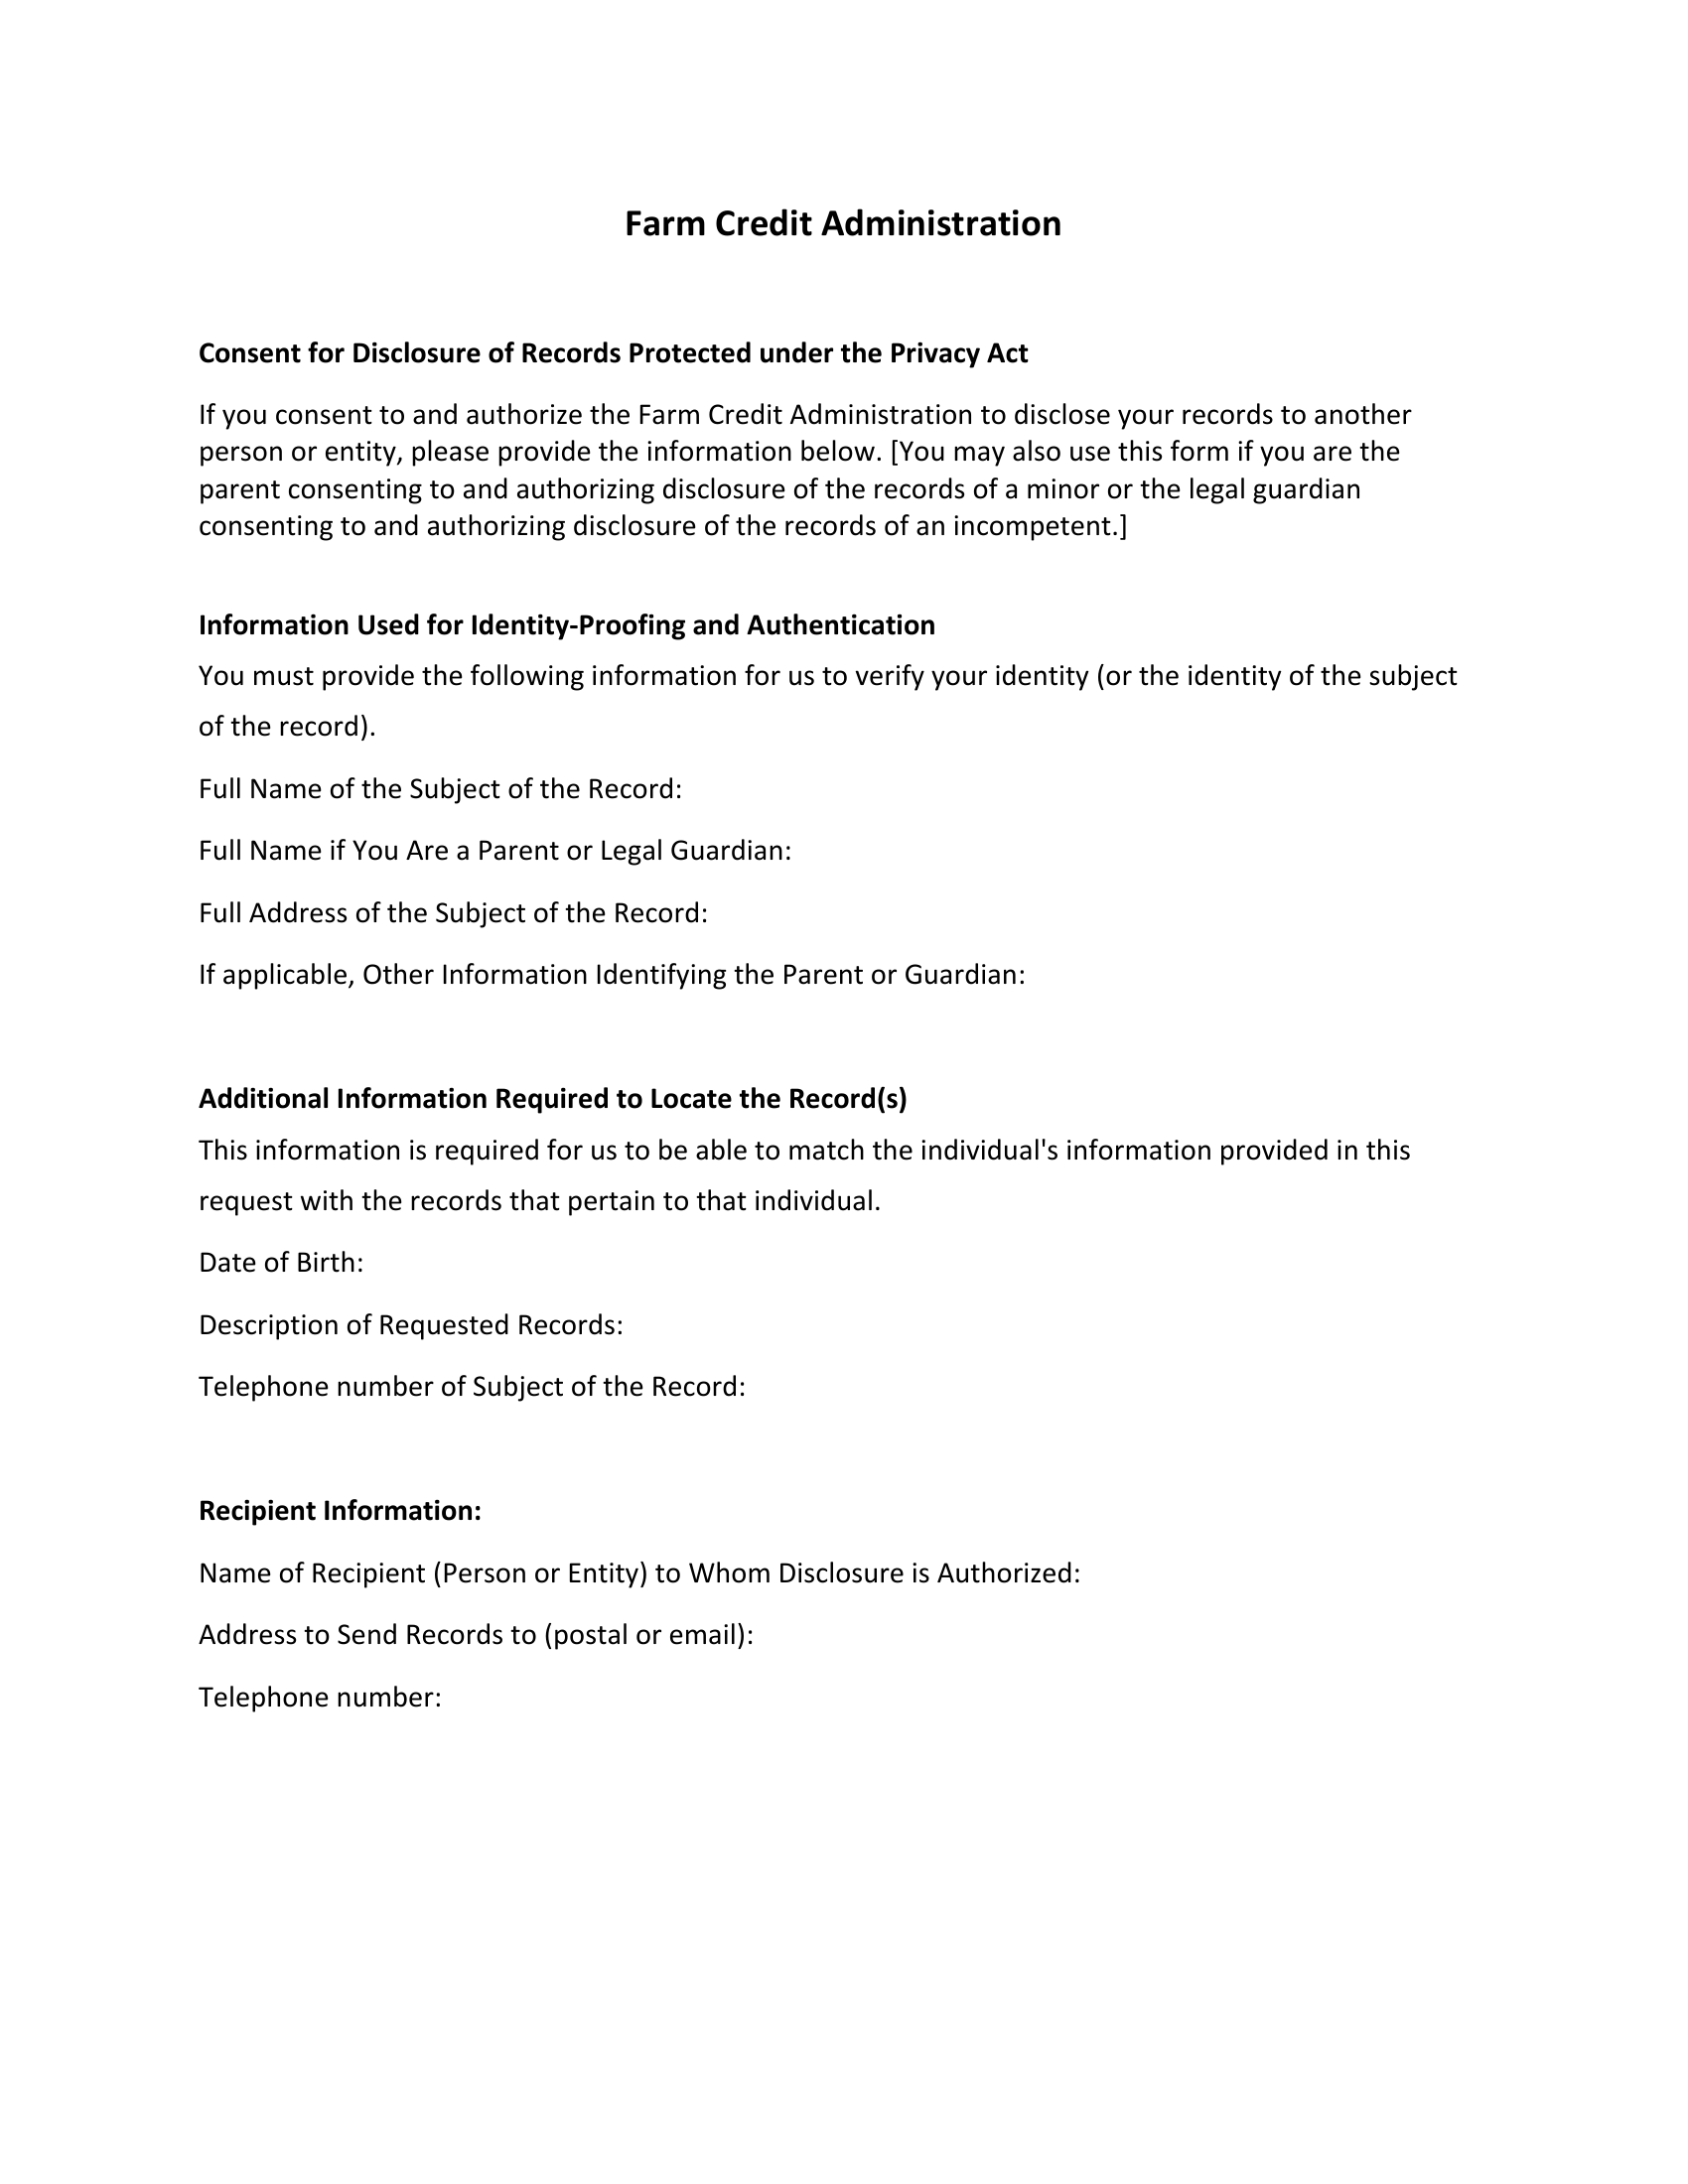 Farm Credit Administration
Consent for Disclosure of Records Protected under the Privacy Act
If you consent to and authorize the Farm Credit Administration to disclose your records to another
person or entity, please provide the information below. [You may also use this form if you are the
parent consenting to and authorizing disclosure of the records of a minor or the legal guardian
consenting to and authorizing disclosure of the records of an incompetent.]
Information Used for Identity-Proofing and Authentication
You must provide the following information for us to verify your identity (or the identity of the subject
of the record).
Full Name of the Subject of the Record:
Full Name if You Are a Parent or Legal Guardian:
Full Address of the Subject of the Record:
If applicable, Other Information Identifying the Parent or Guardian:
Additional Information Required to Locate the Record(s)
This information is required for us to be able to match the individual's information provided in this
request with the records that pertain to that individual.
Date of Birth:
Description of Requested Records:
Telephone number of Subject of the Record:
Recipient Information:
Name of Recipient (Person or Entity) to Whom Disclosure is Authorized:
Address to Send Records to (postal or email):
Telephone number: